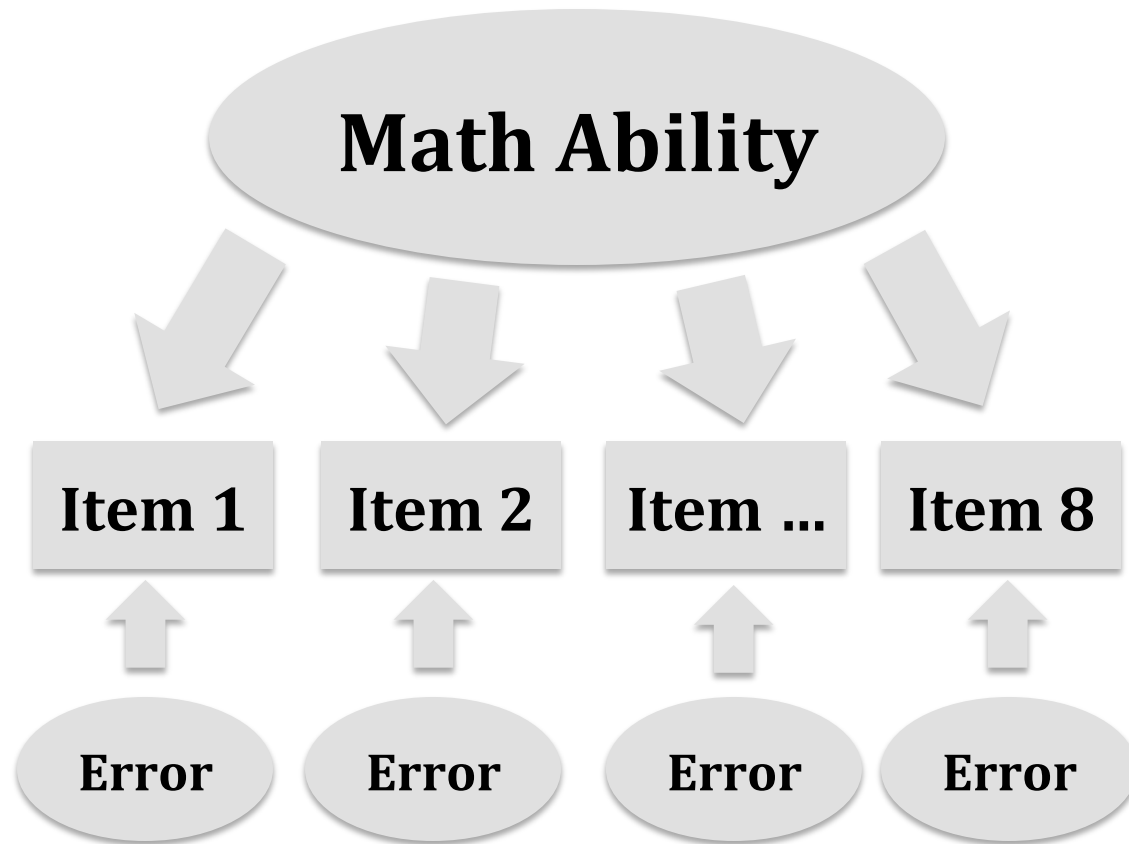 Math Ability
Item 1
Item 2
Item ...
Item 8
Error
Error
Error
Error